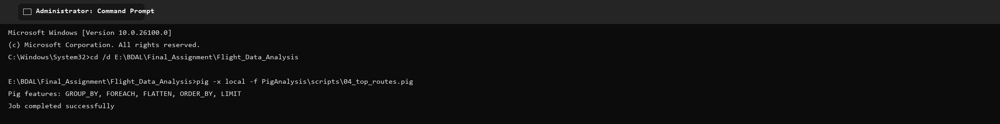 Administrator: Command Prompt
Microsoft Windows [Version 10.0.26100.0]
(c) Microsoft Corporation. All rights reserved.
C:\Windows\System32>cd /d E:\BDAL\Final_Assignment\Flight_Data_Analysis
E:\BDAL\Final_Assignment\Flight_Data_Analysis>pig -x local -f PigAnalysis\scripts\04_top_routes.pig
Pig features: GROUP_BY, FOREACH, FLATTEN, ORDER_BY, LIMIT
Job completed successfully